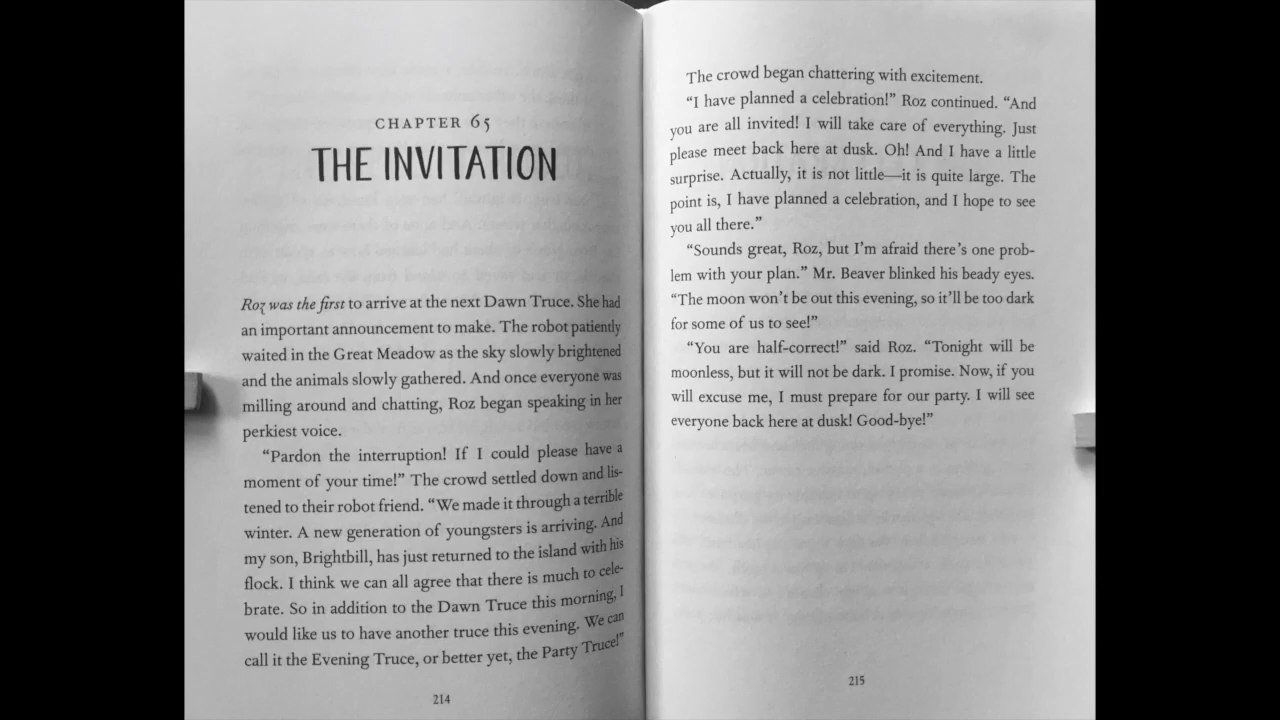 CHAPTER 65
THE INVITATION
Roz was the first to arrive at the next Dawn Truce. She had
an important announcement to make. The robot patiently
waited in the Great Meadow as the sky slowly brightened
and the animals slowly gathered. And once everyone was
milling around and chatting, Roz began speaking in her
perkiest voice.
“Pardon the interruption! If I could please have a
moment of your time!” The crowd settled down and lis-
tened to their robot friend. “We made it through a terrible
winter. A new generation of youngsters is arriving. And
my son, Brightbill, has just returned to the island with his
flock. I think we can all agree that there is much to cele-
brate. So in addition to the Dawn Truce this morning, I
would like us to have another truce this evening. We can
call it the Evening Truce, or better yet, the Party Truce!”
214
The crowd began chattering with excitement.
“I have planned a celebration!” Roz continued. “And
you are all invited! I will take care of everything. Just
please meet back here at dusk. Oh! And I have a little
surprise. Actually, it is not little—it is quite large. The
point is, I have planned a celebration, and I hope to see
you all there.”
“Sounds great, Roz, but I’m afraid there’s one prob-
lem with your plan.” Mr. Beaver blinked his beady eyes.
“The moon won’t be out this evening, so it’ll be too dark
for some of us to see!”
“You are half-correct!” said Roz. “Tonight will be
moonless, but it will not be dark. I promise. Now, if you
will excuse me, I must prepare for our party. I will see
everyone back here at dusk! Good-bye!”
215